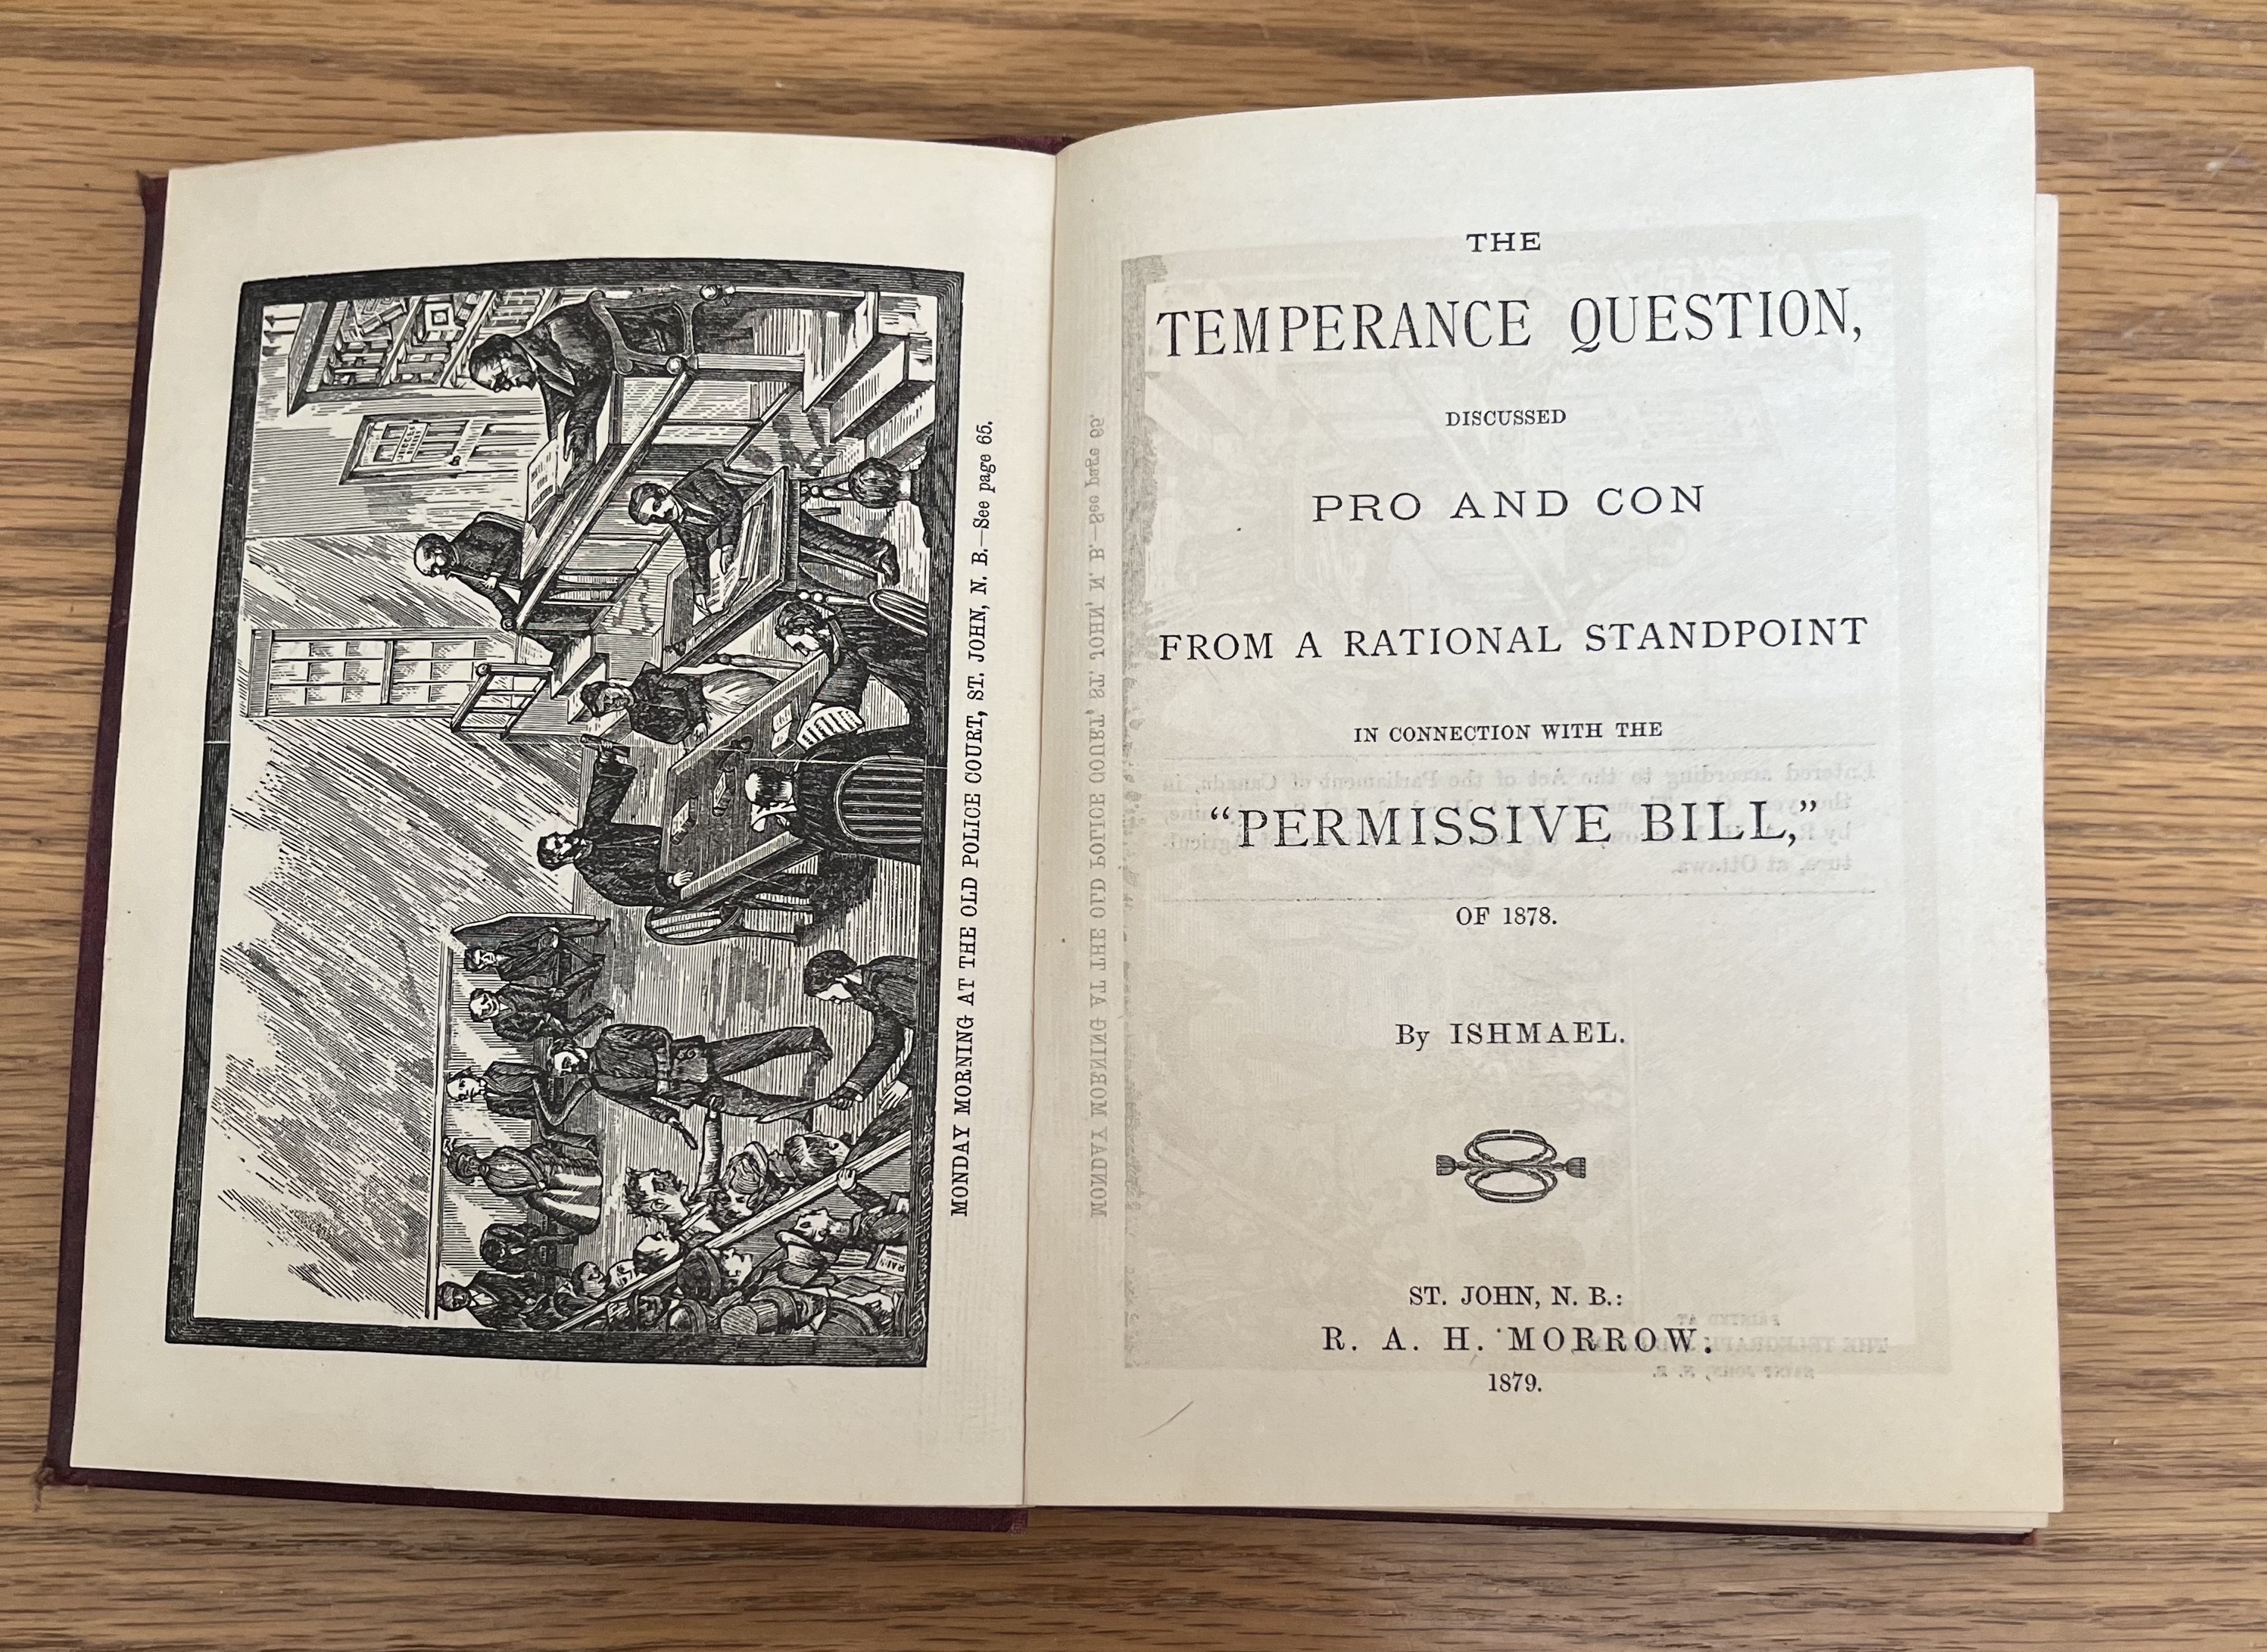 MONDAY MORNING AT THE OLD POLICE COURT, ST. JOHN, N. B.—See page 65.
THE
TEMPERANCE QUESTION,
DISCUSSED
PRO AND CON
FROM A RATIONAL STANDPOINT
IN CONNECTION WITH THE
“PERMISSIVE BILL,”
OF 1878.
By ISHMAEL.
ST. JOHN, N. B.:
R. A. H. MORROW.
1879.